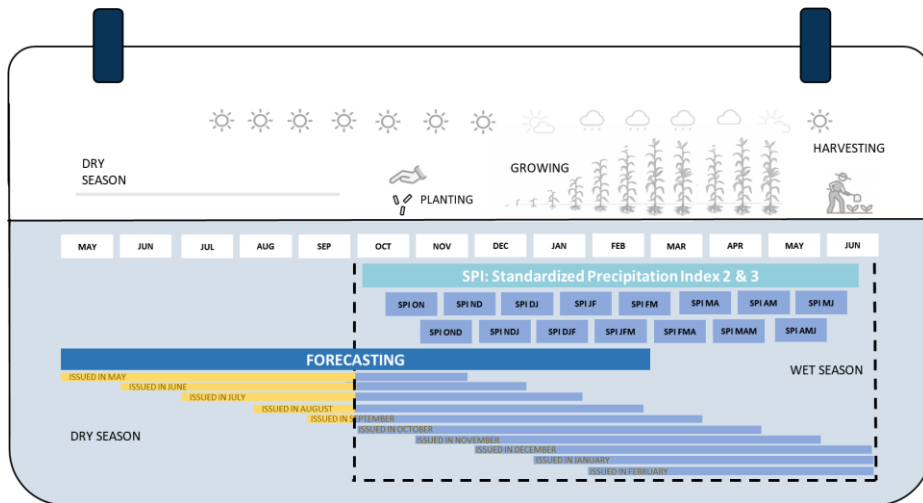 DRY
SEASON
PLANTING
GROWING
HARVESTING
MAY JUN JUL AUG SEP OCT NOV DEC JAN FEB MAR APR MAY JUN
SPI: Standardized Precipitation Index 2 & 3
SPI ON SPI ND SPI DJ SPI JF SPI FM SPI MA SPI AM SPI MJ
SPI OND SPI NDJ SPI DJF SPI JFM SPI FMA SPI MAM SPI AMJ
FORECASTING
WET SEASON
ISSUED IN MAY
ISSUED IN JUNE
ISSUED IN JULY
ISSUED IN AUGUST
ISSUED IN SEPTEMBER
ISSUED IN OCTOBER
DRY SEASON
ISSUED IN NOVEMBER
ISSUED IN DECEMBER
ISSUED IN JANUARY
ISSUED IN FEBRUARY